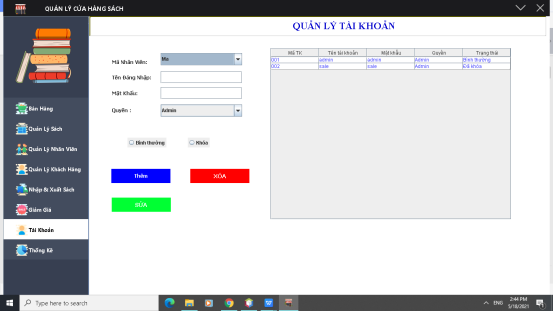 QUẢN LÝ CỬA HÀNG SÁCH
QUẢN LÝ TÀI KHOẢN
Mã Nhân Viên: Ma
Tên Đăng Nhập:
Mật Khẩu:
Quyền : Admin
Bình thường Khóa
Thêm XÓA
SỬA
Mã TK Tên tài khoản Mật khẩu Quyền Trạng thái
001 admin admin Admin Bình thường
002 sale sale Admin Đã khóa
Bán Hàng
Quản Lý Sách
Quản Lý Nhân Viên
Quản Lý Khách Hàng
Nhập & Xuất Sách
Giảm Giá
Tài Khoản
Thống Kê
Type here to search
ENG
2:44 PM
5/18/2021